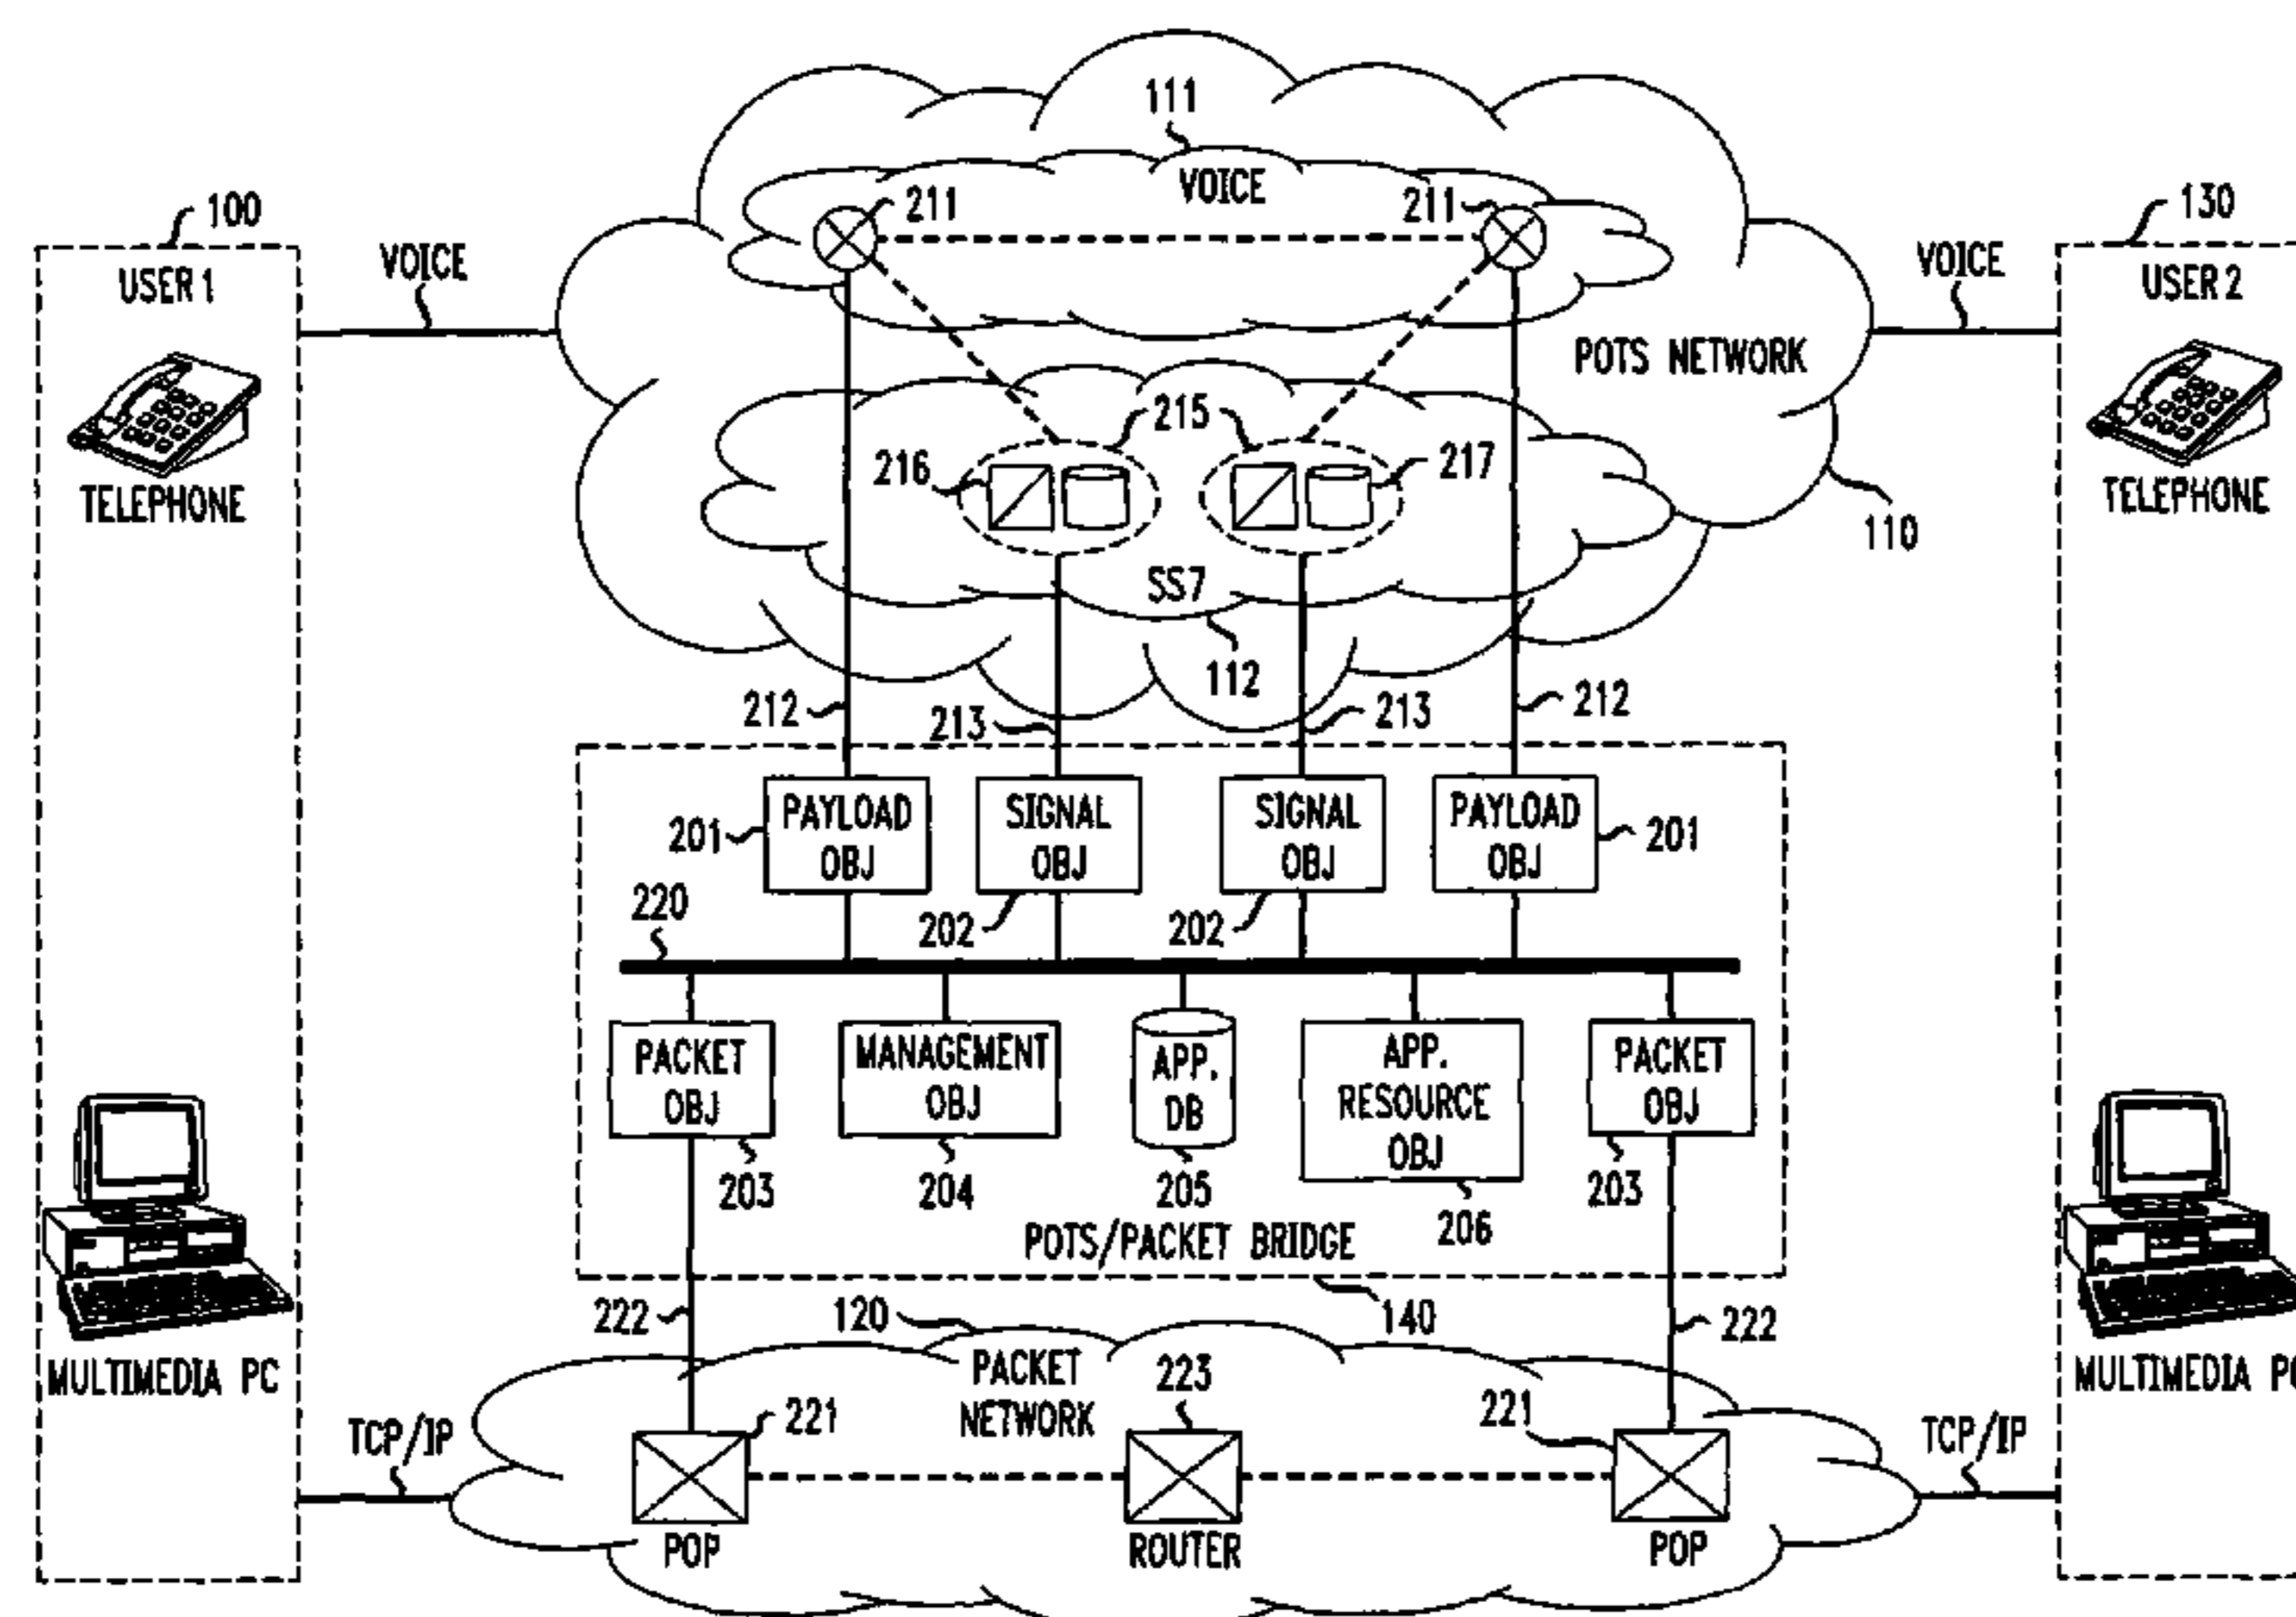 111
VOICE
211
211
100
USER 1
VOICE
TELEPHONE
130
USER 2
VOICE
TELEPHONE
POTS NETWORK
215
216
217
110
SS7
112
212
213
213
212
PAYLOAD
OBJ
SIGNAL
OBJ
SIGNAL
OBJ
PAYLOAD
OBJ
201
201
220
202
202
PACKET
OBJ
MANAGEMENT
OBJ
APP.
DB
APP.
RESOURCE
OBJ
PACKET
OBJ
203
204
205
206
203
POTS/PACKET BRIDGE
222
120
140
222
MULTIMEDIA PC
PACKET
NETWORK
223
MULTIMEDIA P
TCP/IP
221
221
TCP/IP
POP
ROUTER
POP